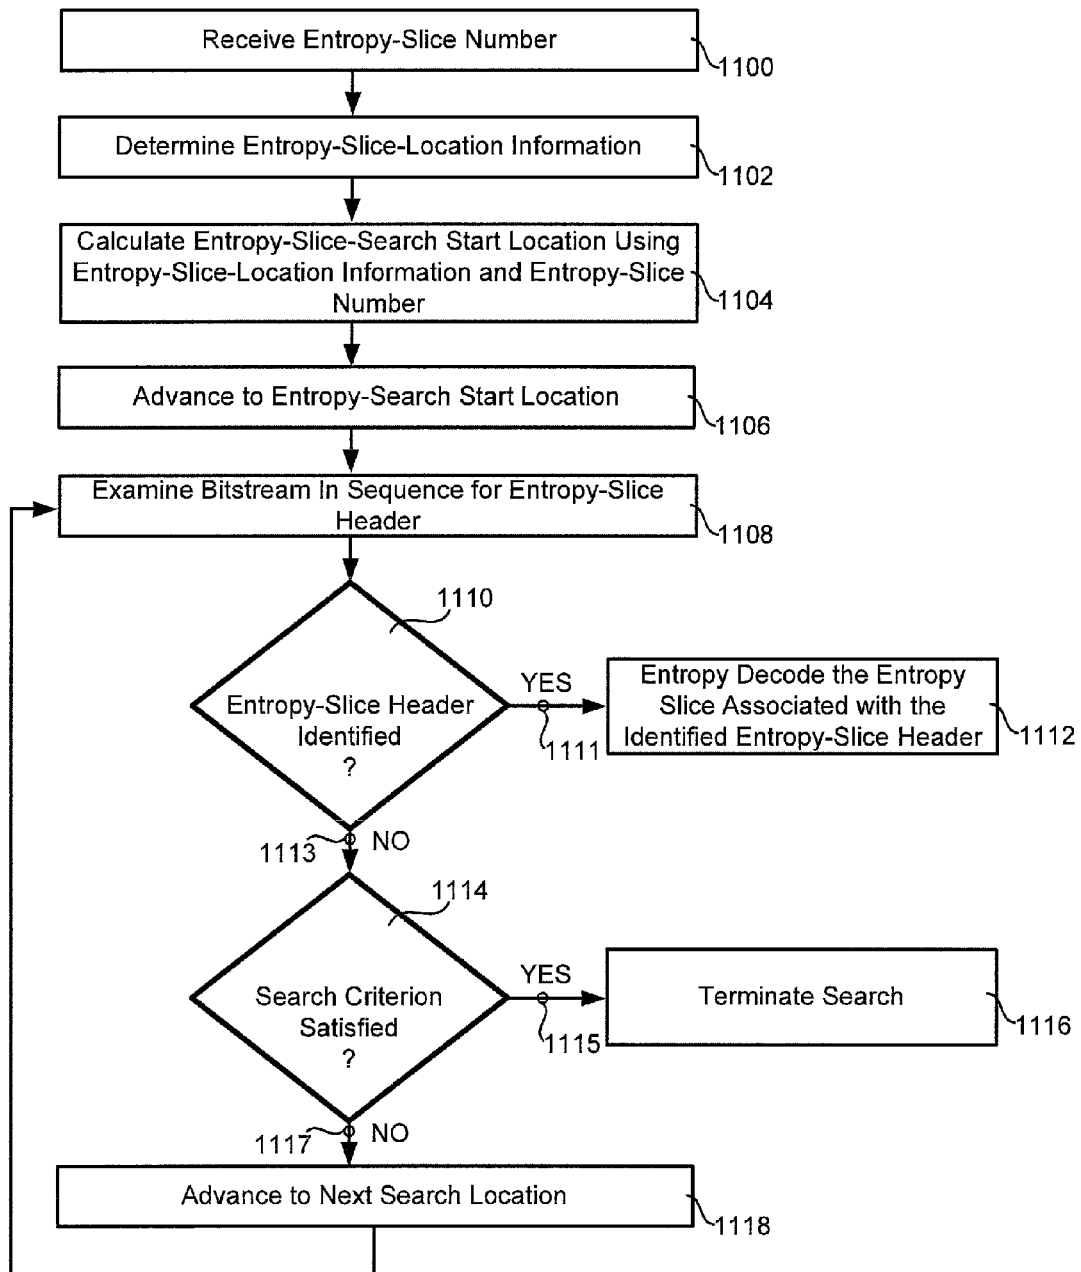 Receive Entropy-Slice Number
1100
Determine Entropy-Slice-Location Information
1102
Calculate Entropy-Slice-Search Start Location Using
Entropy-Slice-Location Information and Entropy-Slice
Number
1104
Advance to Entropy-Search Start Location
1106
Examine Bitstream In Sequence for Entropy-Slice
Header
1108
1110
Entropy-Slice Header
Identified
?
YES
1111
Entropy Decode the Entropy
Slice Associated with the
Identified Entropy-Slice Header
1112
1113
NO
1114
Search Criterion
Satisfied
?
YES
1115
Terminate Search
1116
1117
NO
Advance to Next Search Location
1118